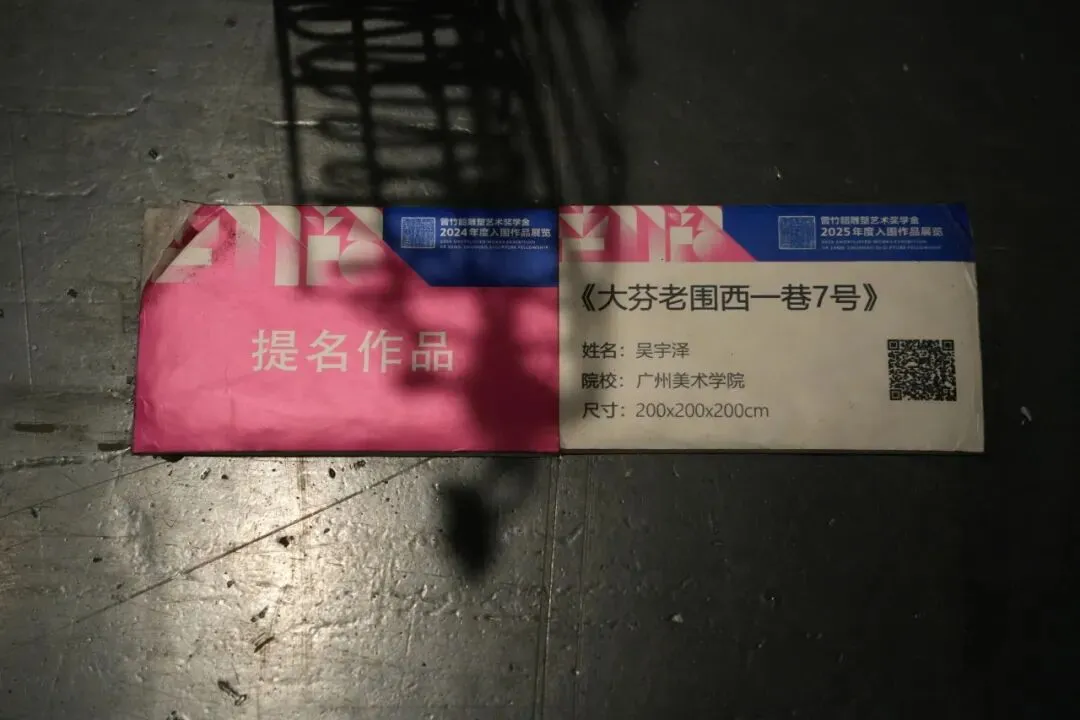 曾竹韶雕塑艺术奖学金
2024年度入围作品展览
提名作品
曾竹韶雕塑艺术奖学金
2025年度入围作品展览
《大芬老围西一巷7号》
姓名：吴宇泽
院校：广州美术学院
尺寸：200x200x200cm